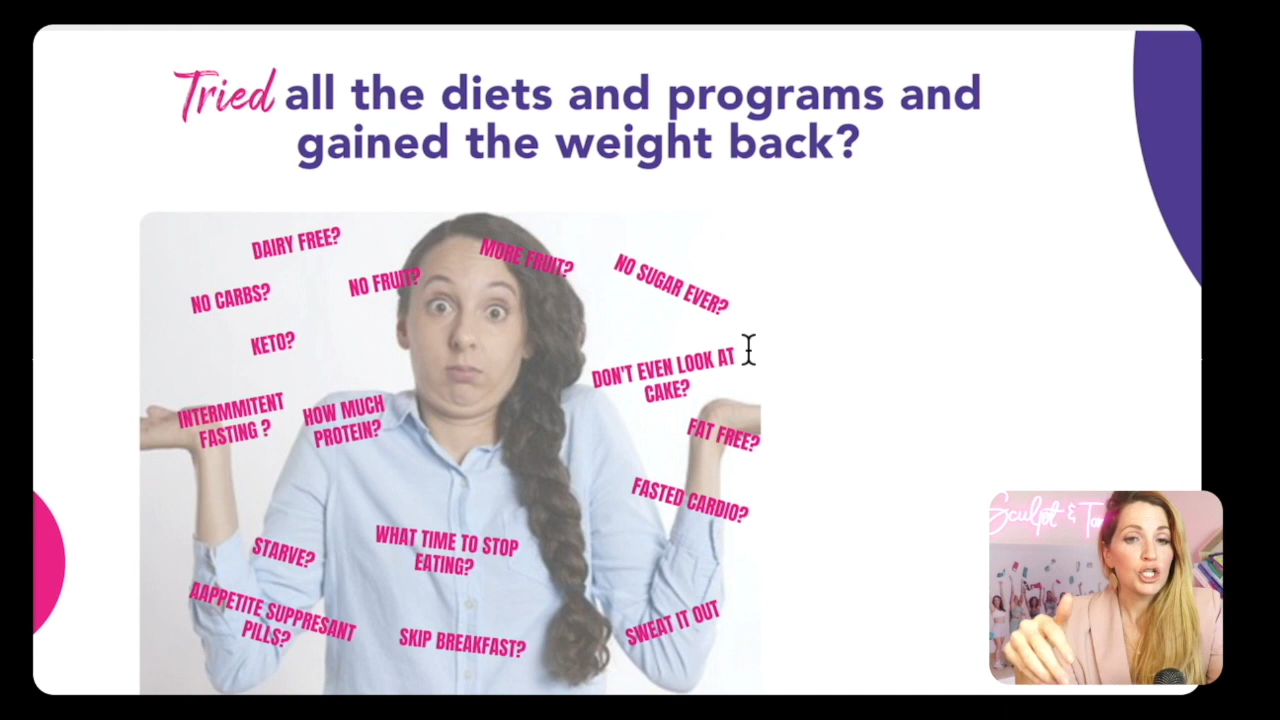 Tried all the diets and programs and
gained the weight back?
DAIRY FREE?
MORE FRUIT?
NO SUGAR EVER?
NO CARBS?
NO FRUIT?
KETO?
DON'T EVEN LOOK AT
CAKE?
INTERMMITENT
FASTING ?
HOW MUCH
PROTEIN?
FAT FREE?
FASTED CARDIO?
STARVE?
WHAT TIME TO STOP
EATING?
AAPPETITE SUPPRESANT
PILLS?
SKIP BREAKFAST?
SWEAT IT OUT
Sculpt &